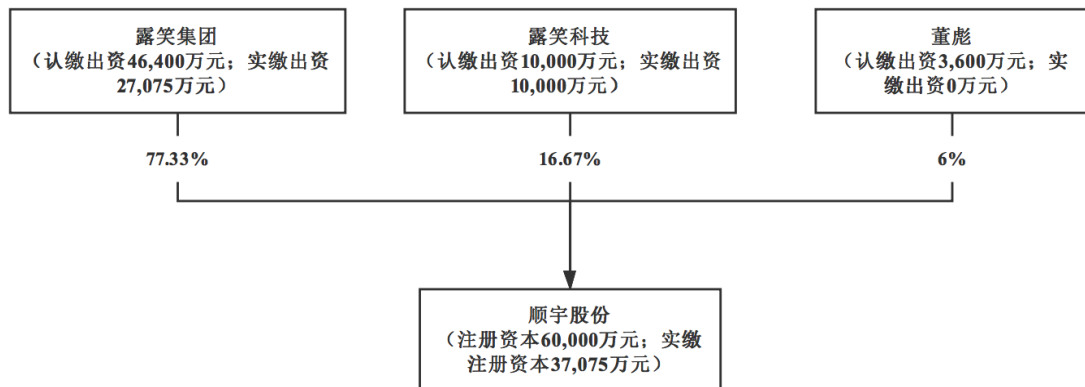 露笑集团
（认缴出资46,400万元；实缴出资
27,075万元）
露笑科技
（认缴出资10,000万元；实缴出资
10,000万元）
董彪
（认缴出资3,600万元；实
缴出资0万元）
77.33%
16.67%
6%
顺宇股份
（注册资本60,000万元；实缴
注册资本37,075万元）